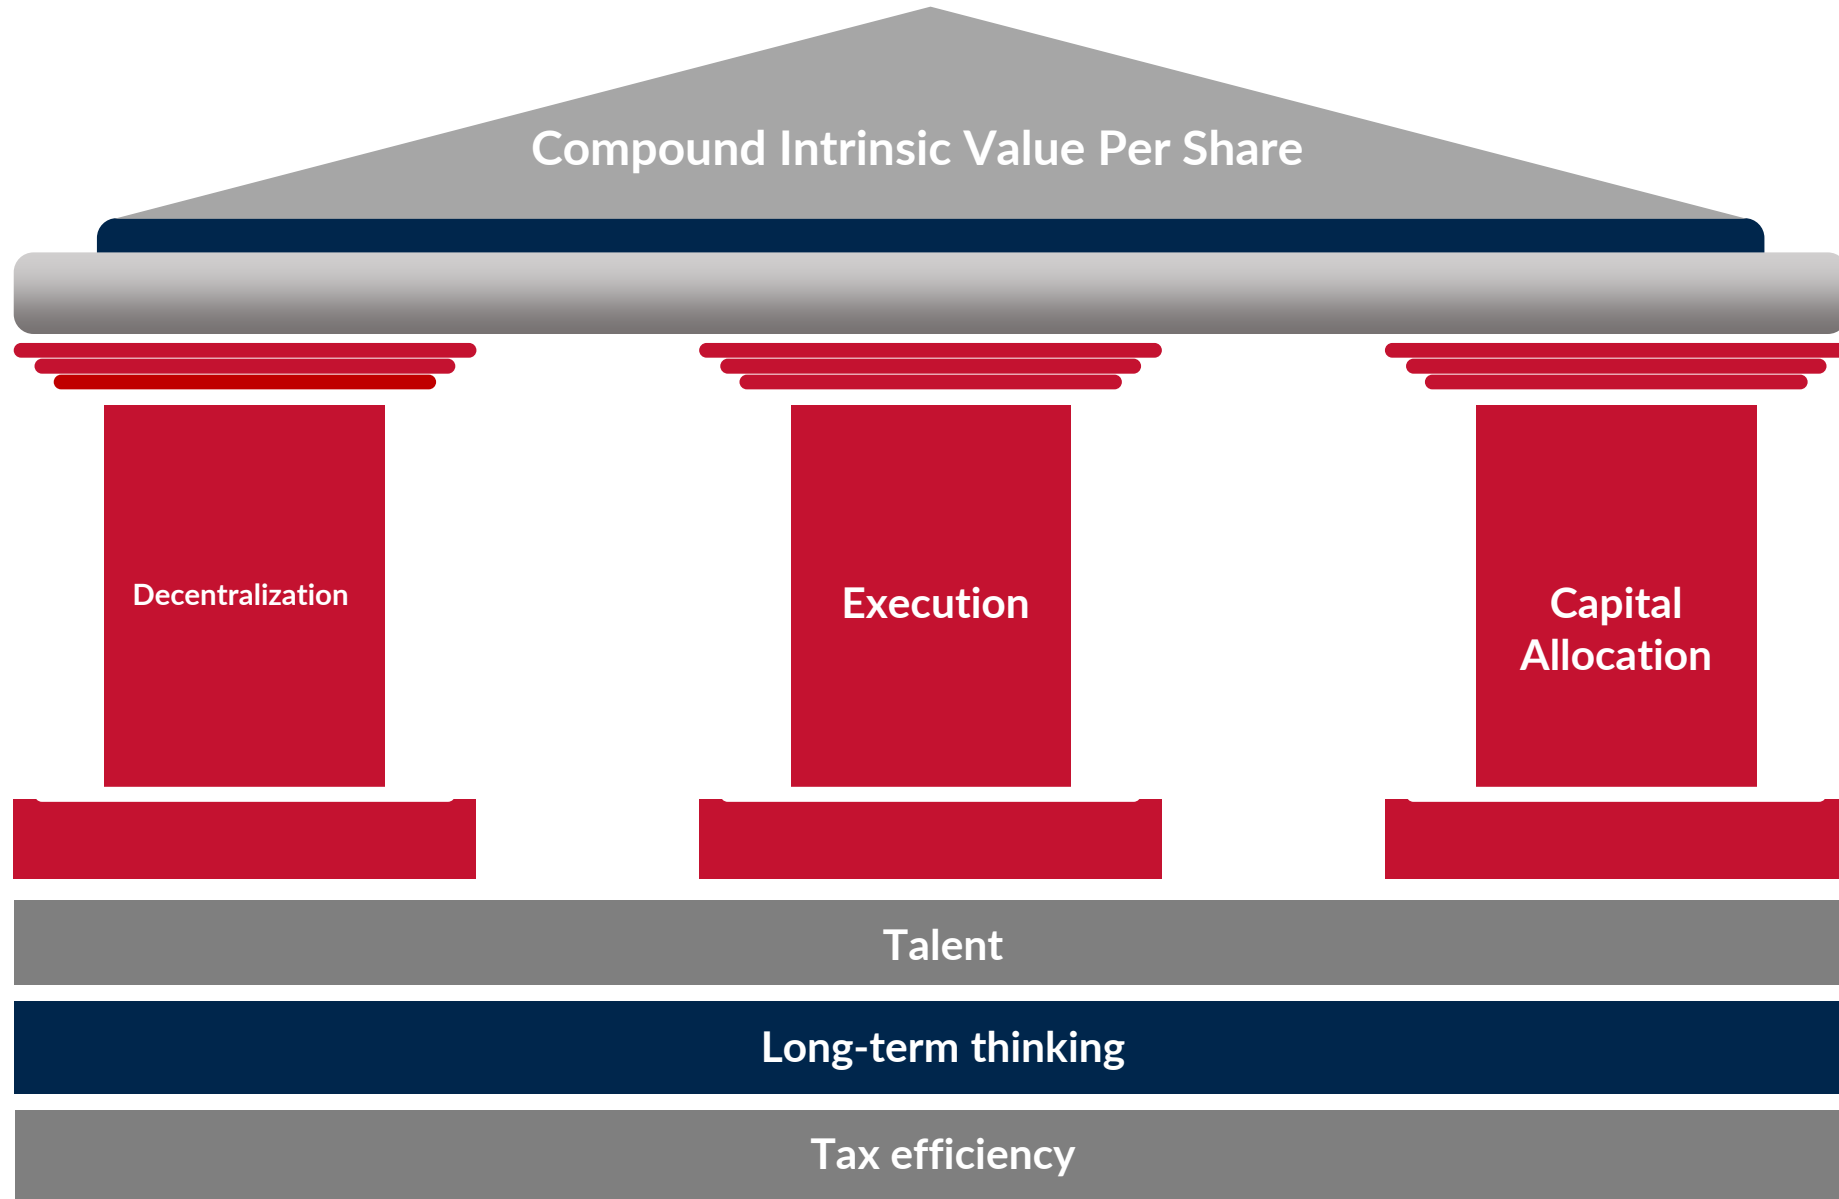 Compound Intrinsic Value Per Share
Decentralization
Execution
Capital
Allocation
Talent
Long-term thinking
Tax efficiency